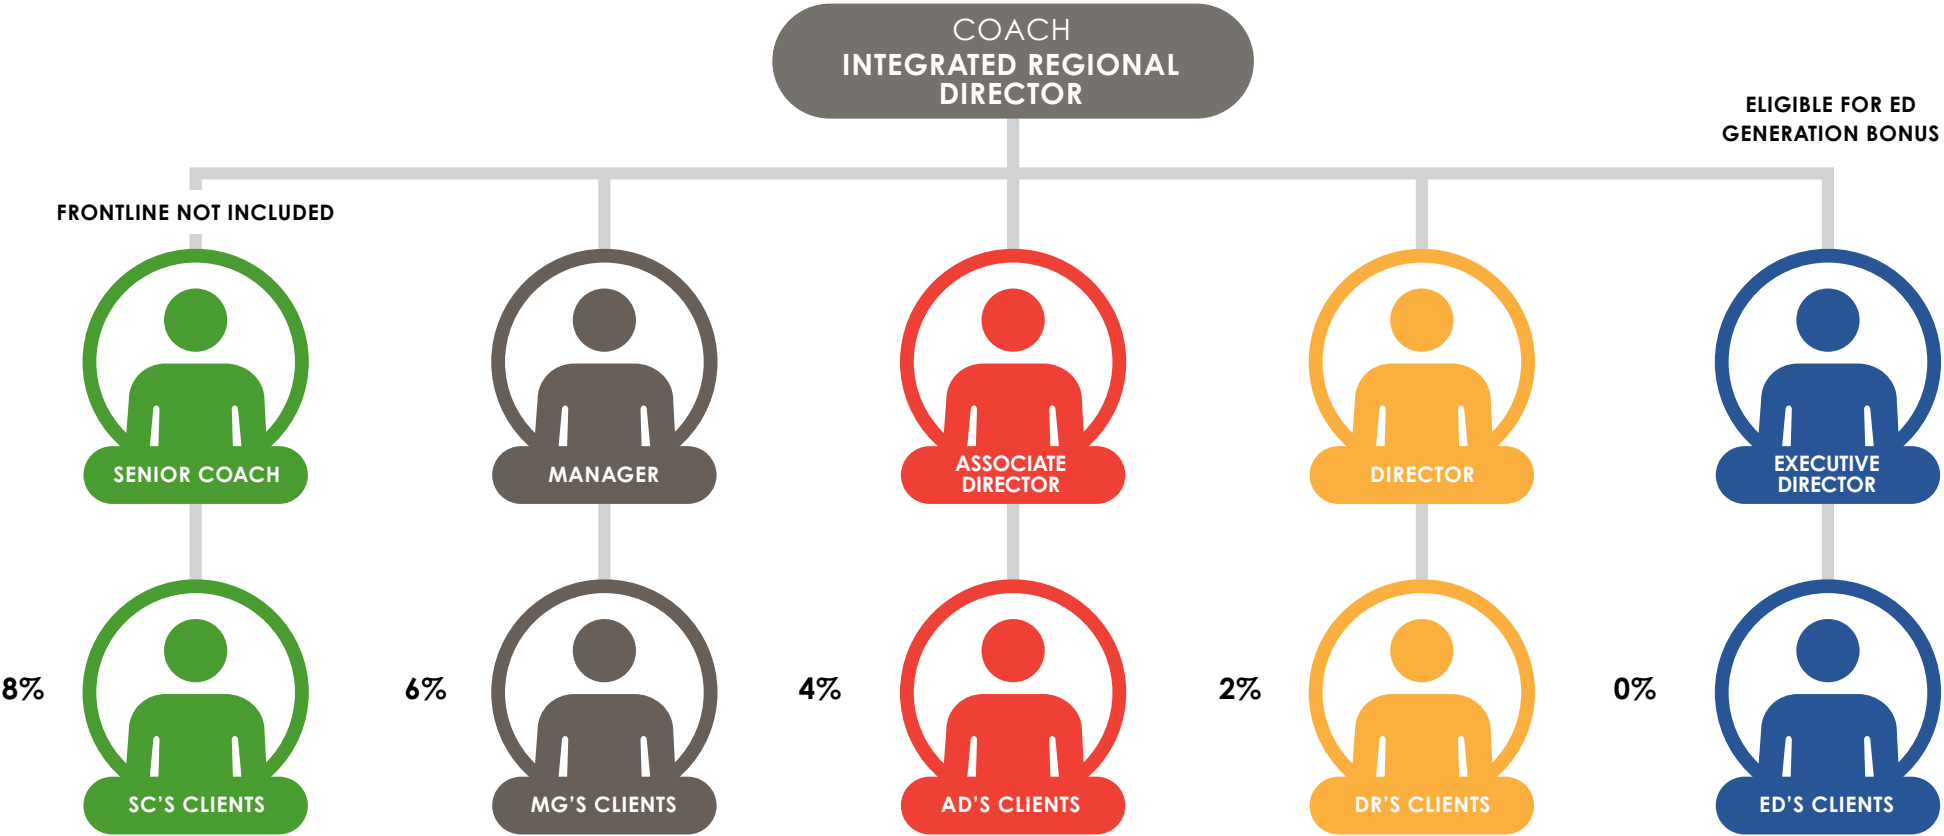 COACH
INTEGRATED REGIONAL
DIRECTOR
ELIGIBLE FOR ED
GENERATION BONUS
FRONTLINE NOT INCLUDED
SENIOR COACH
MANAGER
ASSOCIATE
DIRECTOR
DIRECTOR
EXECUTIVE
DIRECTOR
8%
6%
4%
2%
0%
SC’S CLIENTS
MG’S CLIENTS
AD’S CLIENTS
DR’S CLIENTS
ED’S CLIENTS